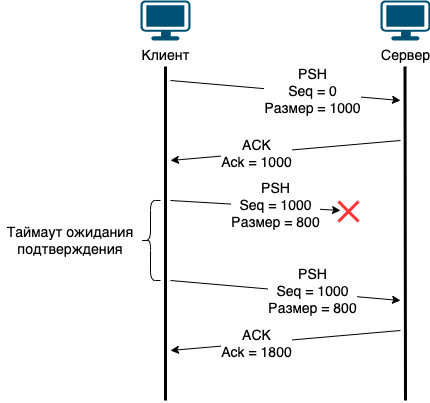 Клиент
Сервер
PSH
Seq = 0
Размер = 1000
ACK
Ack = 1000
PSH
Seq = 1000
Размер = 800
Таймаут ожидания
подтверждения
PSH
Seq = 1000
Размер = 800
ACK
Ack = 1800